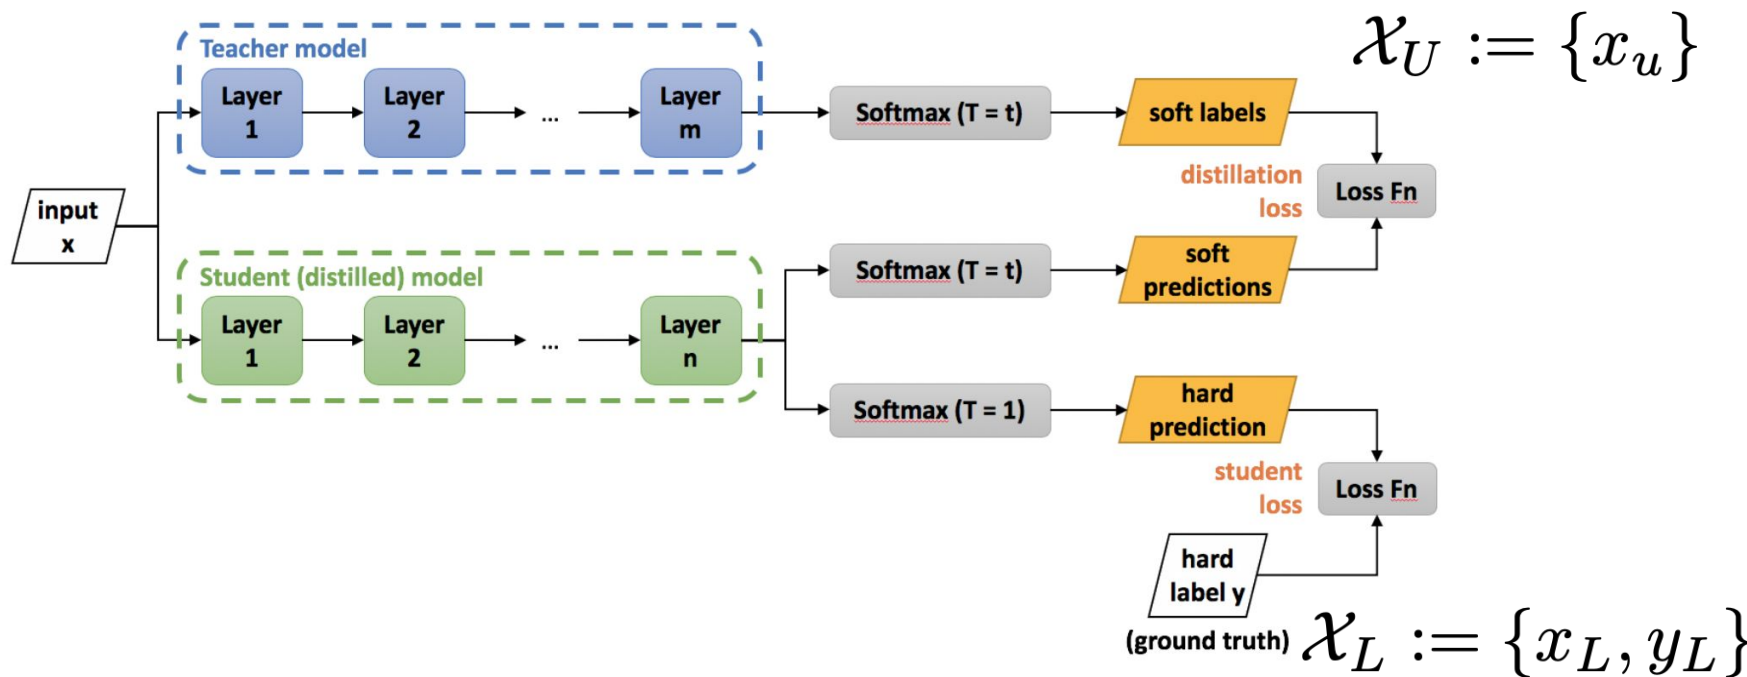 𝒳_U := {x_u}
Teacher model
Layer
1
Layer
2
...
Layer
m
Softmax (T = t)
soft labels
distillation
loss
Loss Fn
input
x
Student (distilled) model
Layer
1
Layer
2
...
Layer
n
Softmax (T = t)
soft
predictions
Softmax (T = 1)
hard
prediction
student
loss
Loss Fn
hard
label y
(ground truth)
𝒳_L := {x_L, y_L}